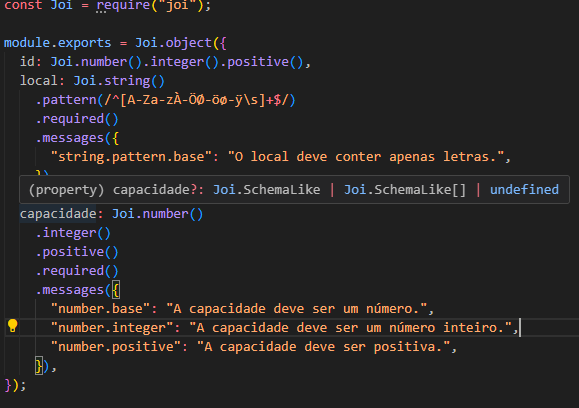 const Joi = require("joi");
module.exports = Joi.object({
id: Joi.number().integer().positive(),
local: Joi.string()
.pattern(/^[A-Za-zÀ-ÖØ-öø-ÿ\s]+$/)
.required()
.messages({
"string.pattern.base": "O local deve conter apenas letras.",
(property) capacidade?: Joi.SchemaLike | Joi.SchemaLike[] | undefined
capacidade: Joi.number()
.integer()
.positive()
.required()
.messages({
"number.base": "A capacidade deve ser um número.",
"number.integer": "A capacidade deve ser um número inteiro.",
"number.positive": "A capacidade deve ser positiva.",
}),
});